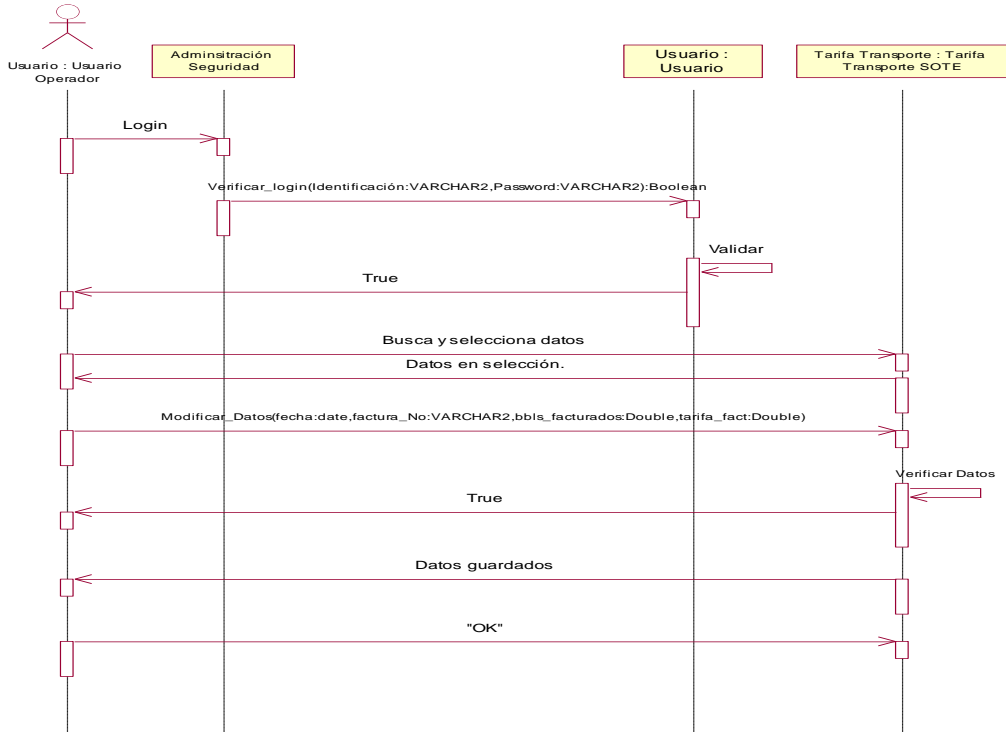 Usuario : Usuario
Operador
Adminsitración
Seguridad
Usuario :
Usuario
Tarifa Transporte : Tarifa
Transporte SOTE
Login
Verificar_login(Identificación:VARCHAR2,Password:VARCHAR2):Boolean
Validar
True
Busca y selecciona datos
Datos en selección.
Modificar_Datos(fecha:date,factura_No:VARCHAR2,bbls_facturados:Double,tarifa_fact:Double)
Verificar Datos
True
Datos guardados
"OK"